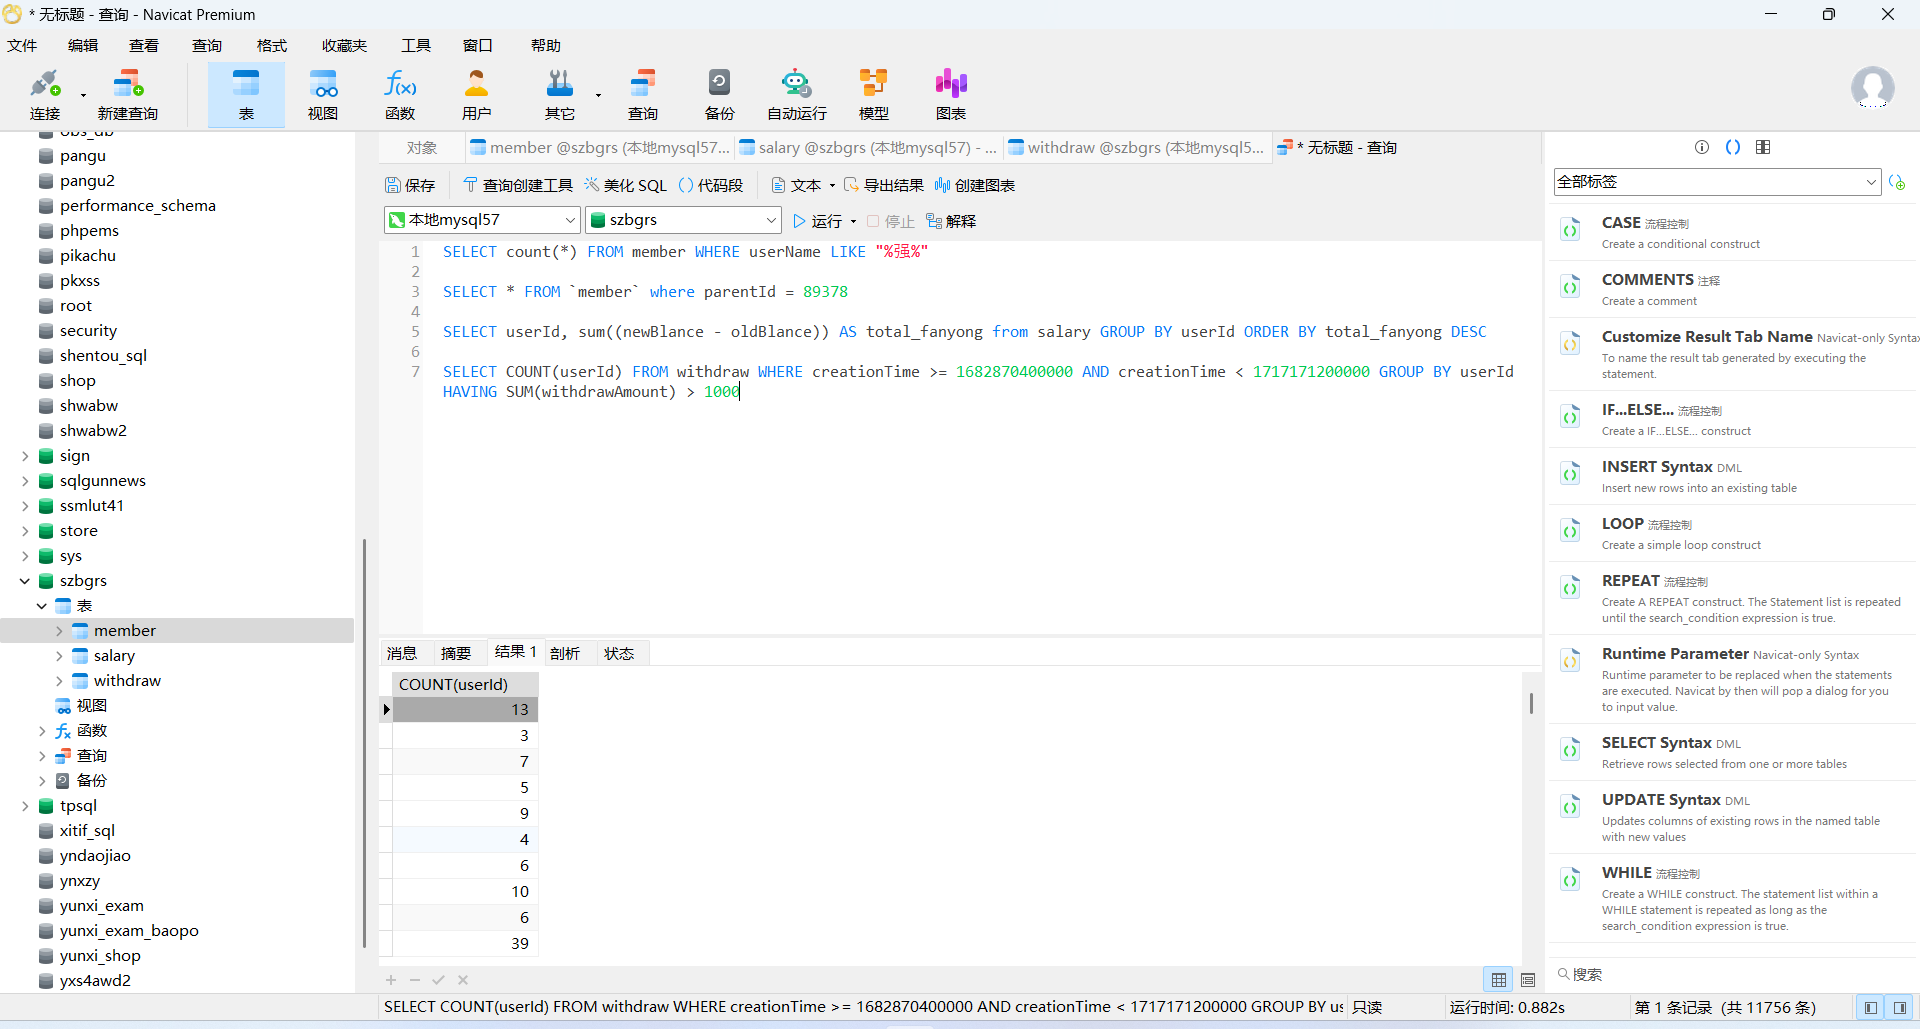 * 无标题 - 查询 - Navicat Premium
文件 编辑 查看 查询 格式 收藏夹 工具 窗口 帮助
连接 新建查询 表 视图 函数 用户 其它 查询 备份 自动运行 模型 图表
obs_db
pangu
pangu2
performance_schema
phpems
pikachu
pkxss
root
security
shentou_sql
shop
shwabw
shwabw2
sign
sqlgunnews
ssmlut41
store
sys
szbgrs
表
member
salary
withdraw
视图
函数
查询
备份
tpsql
xitif_sql
yndaojiao
ynxzy
yunxi_exam
yunxi_exam_baopo
yunxi_shop
yxs4awd2
对象 member @szbgrs (本地mysql57... salary @szbgrs (本地mysql57) - ... withdraw @szbgrs (本地mysql5... * 无标题 - 查询
保存 查询创建工具 美化 SQL 代码段 文本 导出结果 创建图表
本地mysql57 szbgrs 运行 停止 解释
1 SELECT count(*) FROM member WHERE userName LIKE "%强%"
2
3 SELECT * FROM `member` where parentId = 89378
4
5 SELECT userId, sum((newBlance - oldBlance)) AS total_fanyong from salary GROUP BY userId ORDER BY total_fanyong DESC
6
7 SELECT COUNT(userId) FROM withdraw WHERE creationTime >= 1682870400000 AND creationTime < 1717171200000 GROUP BY userId
HAVING SUM(withdrawAmount) > 1000
消息 摘要 结果 1 剖析 状态
COUNT(userId)
13
3
7
5
9
4
6
10
6
39
SELECT COUNT(userId) FROM withdraw WHERE creationTime >= 1682870400000 AND creationTime < 1717171200000 GROUP BY us 只读 运行时间: 0.882s 第 1 条记录 (共 11756 条)
全部标签
CASE 流程控制
Create a conditional construct
COMMENTS 注释
Create a comment
Customize Result Tab Name Navicat-only Syntax
To name the result tab generated by executing the
statement.
IF...ELSE... 流程控制
Create a IF...ELSE... construct
INSERT Syntax DML
Insert new rows into an existing table
LOOP 流程控制
Create a simple loop construct
REPEAT 流程控制
Create A REPEAT construct. The Statement list is repeated
until the search_condition expression is true.
Runtime Parameter Navicat-only Syntax
Runtime parameter to be replaced when the statements
are executed. Navicat by then will pop a dialog for you
to input value.
SELECT Syntax DML
Retrieve rows selected from one or more tables
UPDATE Syntax DML
Updates columns of existing rows in the named table
with new values
WHILE 流程控制
Create a WHILE construct. The statement list within a
WHILE statement is repeated as long as the
search_condition expression is true.
搜索